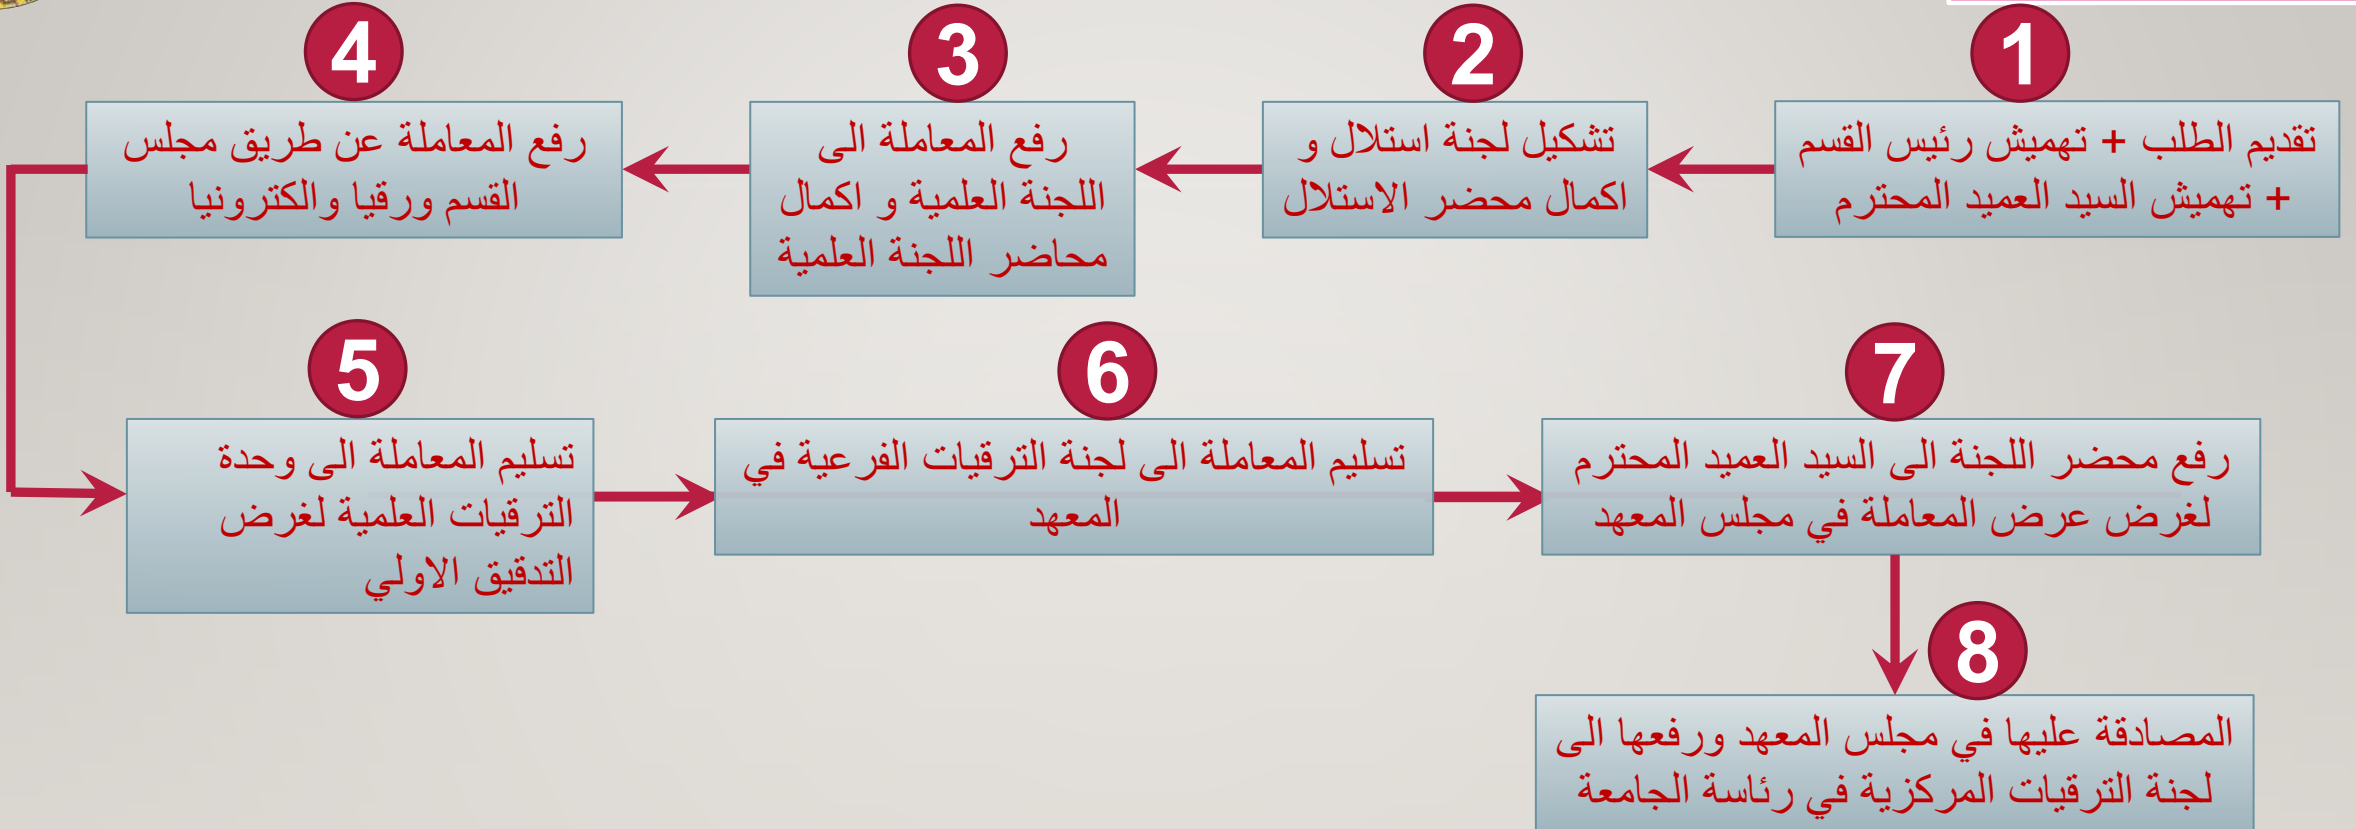 1
تقديم الطلب + تهميش رئيس القسم
+ تهميش السيد العميد المحترم
2
تشكيل لجنة استلال و
اكمال محضر الاستلال
3
رفع المعاملة الى
اللجنة العلمية و اكمال
محاضر اللجنة العلمية
4
رفع المعاملة عن طريق مجلس
القسم ورقيا والكترونيا
5
تسليم المعاملة الى وحدة
الترقيات العلمية لغرض
التدقيق الاولي
6
تسليم المعاملة الى لجنة الترقيات الفرعية في
المعهد
7
رفع محضر اللجنة الى السيد العميد المحترم
لغرض عرض المعاملة في مجلس المعهد
8
المصادقة عليها في مجلس المعهد ورفعها الى
لجنة الترقيات المركزية في رئاسة الجامعة